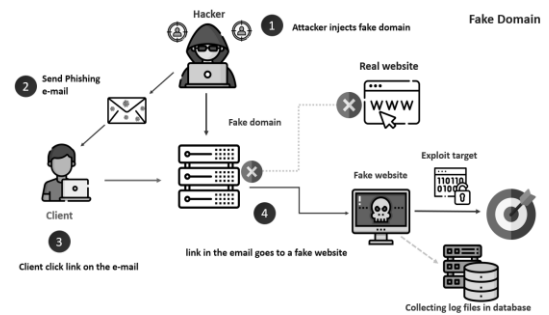 Hacker
1 Attacker injects fake domain
Fake Domain
2 Send Phishing
e-mail
Real website
WWW
Fake domain
Fake website
Exploit target
110110
0100
Client
4
3
link in the email goes to a fake website
Client click link on the e-mail
Collecting log files in database